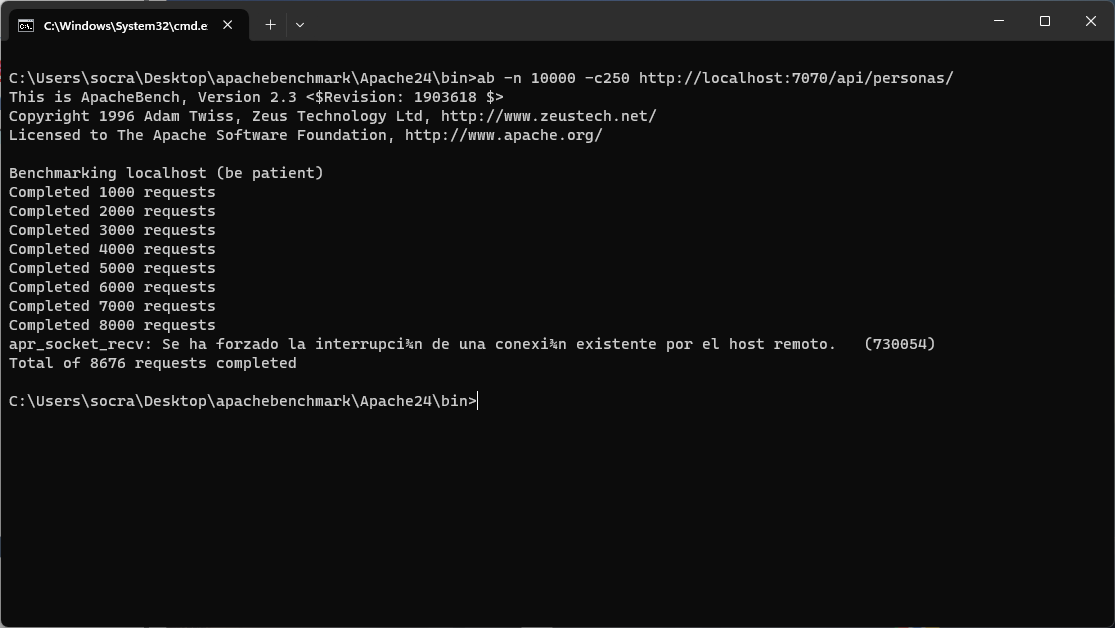 C:\Windows\System32\cmd.e
C:\Users\socra\Desktop\apachebenchmark\Apache24\bin>ab -n 10000 -c250 http://localhost:7070/api/personas/
This is ApacheBench, Version 2.3 <$Revision: 1903618 $>
Copyright 1996 Adam Twiss, Zeus Technology Ltd, http://www.zeustech.net/
Licensed to The Apache Software Foundation, http://www.apache.org/
Benchmarking localhost (be patient)
Completed 1000 requests
Completed 2000 requests
Completed 3000 requests
Completed 4000 requests
Completed 5000 requests
Completed 6000 requests
Completed 7000 requests
Completed 8000 requests
apr_socket_recv: Se ha forzado la interrupci¾n de una conexi¾n existente por el host remoto.   (730054)
Total of 8676 requests completed
C:\Users\socra\Desktop\apachebenchmark\Apache24\bin>